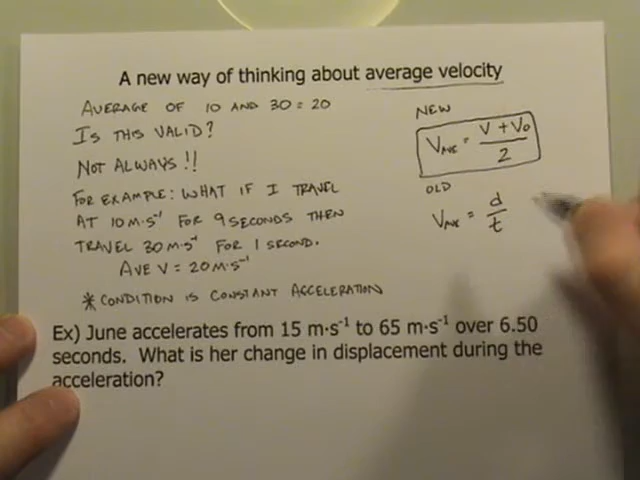 A new way of thinking about average velocity
AVERAGE OF 10 AND 30 = 20
IS THIS VALID?
NOT ALWAYS!!
FOR EXAMPLE: WHAT IF I TRAVEL
AT 10 M·S⁻¹ FOR 9 SECONDS THEN
TRAVEL 30 M·S⁻¹ FOR 1 SECOND.
AVE V = 20 M·S⁻¹
* CONDITION IS CONSTANT ACCELERATION
NEW
V_AVE = (V + V₀)/2
OLD
V_AVE = d/t
Ex) June accelerates from 15 m·s⁻¹ to 65 m·s⁻¹ over 6.50
seconds. What is her change in displacement during the
acceleration?